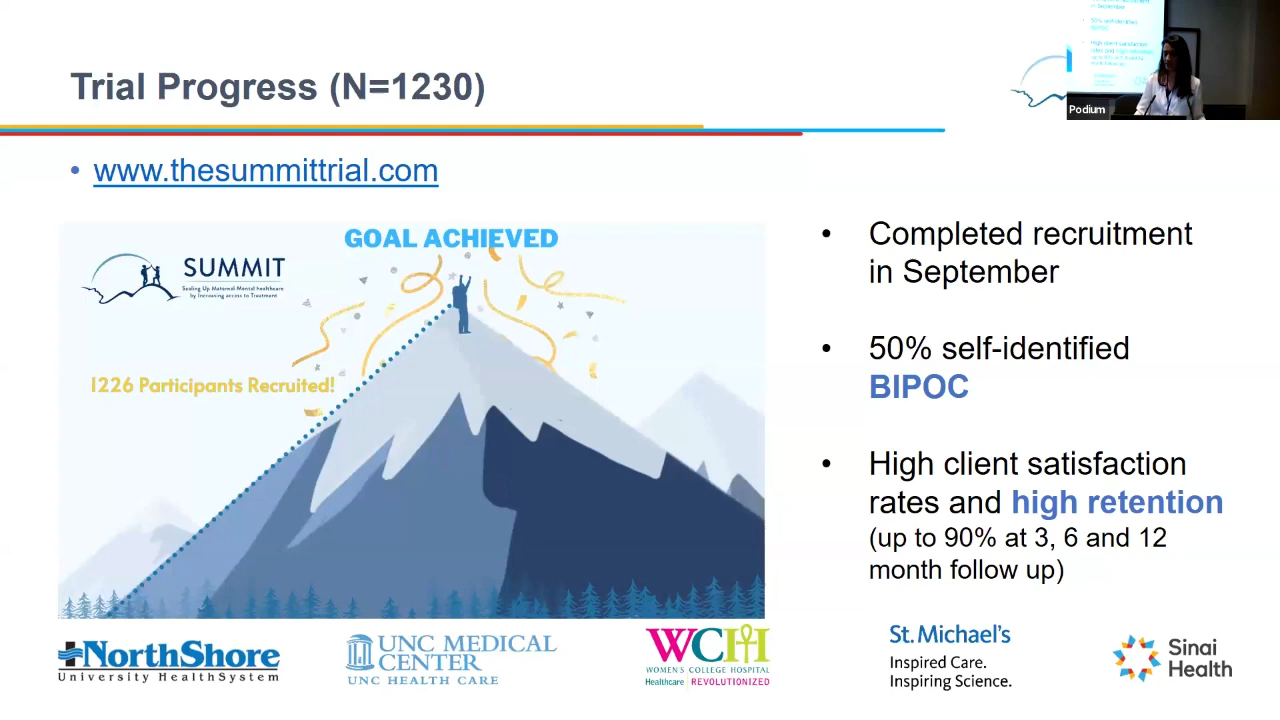 Trial Progress (N=1230)
• www.thesummittrial.com
Podium
GOAL ACHIEVED
SUMMIT
Scaling Up Maternal Mental healthcare
by Increasing access to Treatment
1226 Participants Recruited!
• Completed recruitment
in September
• 50% self-identified
BIPOC
• High client satisfaction
rates and high retention
(up to 90% at 3, 6 and 12
month follow up)
NorthShore
University HealthSystem
UNC MEDICAL
CENTER
UNC HEALTH CARE
WCH
WOMEN'S COLLEGE HOSPITAL
Healthcare REVOLUTIONIZED
St. Michael's
Inspired Care.
Inspiring Science.
Sinai
Health